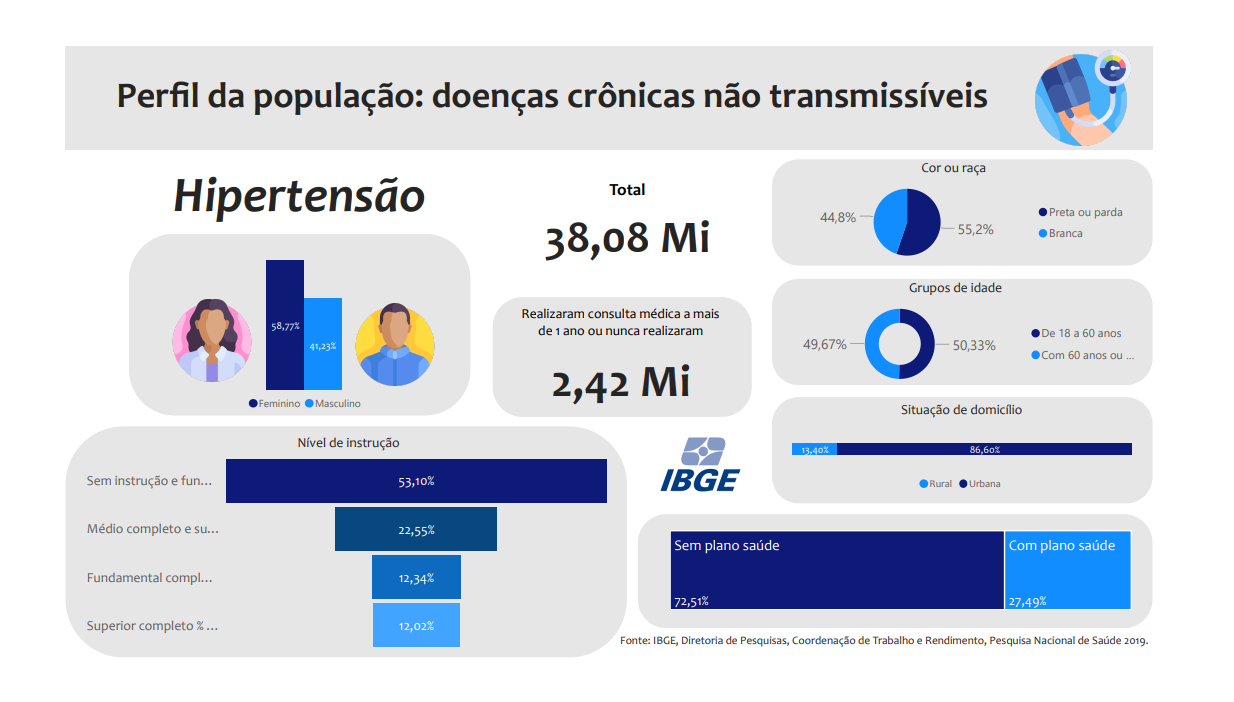 Perfil da população: doenças crônicas não transmissíveis
Hipertensão
58,77%
41,23%
Feminino
Masculino
Total
38,08 Mi
Realizaram consulta médica a mais
de 1 ano ou nunca realizaram
2,42 Mi
Cor ou raça
44,8%
55,2%
Preta ou parda
Branca
Grupos de idade
49,67%
50,33%
De 18 a 60 anos
Com 60 anos ou ...
Situação de domicílio
13,40%
86,60%
Rural
Urbana
Nível de instrução
Sem instrução e fun...
53,10%
Médio completo e su...
22,55%
Fundamental compl...
12,34%
Superior completo % ...
12,02%
IBGE
Sem plano saúde
72,51%
Com plano saúde
27,49%
Fonte: IBGE, Diretoria de Pesquisas, Coordenação de Trabalho e Rendimento, Pesquisa Nacional de Saúde 2019.